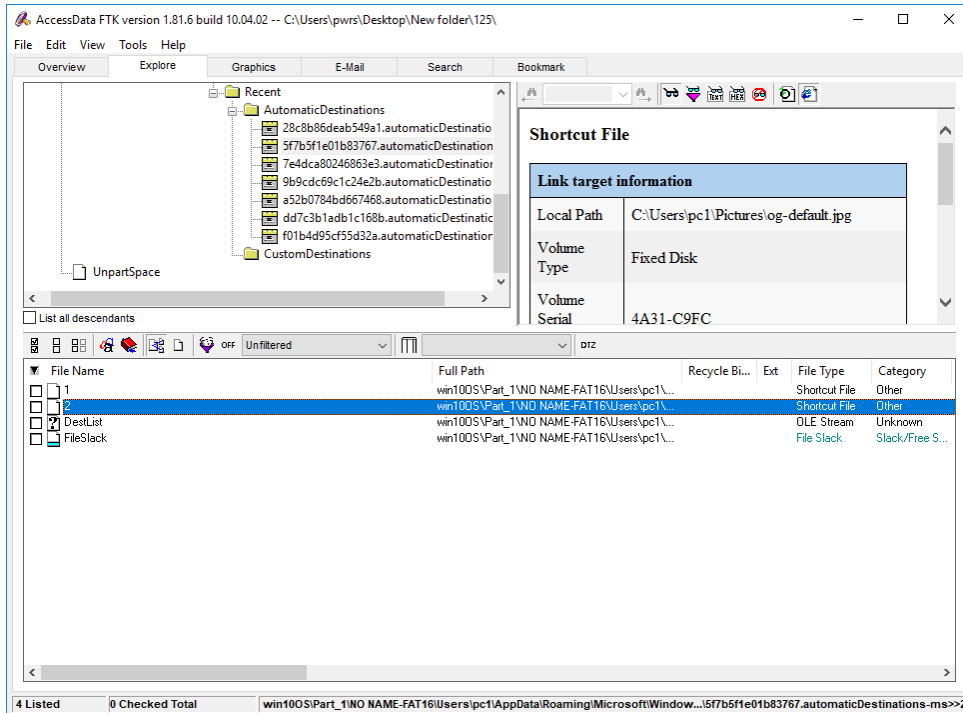 AccessData FTK version 1.81.6 build 10.04.02 -- C:\Users\pwrs\Desktop\New folder\125\
File Edit View Tools Help
Overview Explore Graphics E-Mail Search Bookmark
Recent
AutomaticDestinations
28c8b86deab549a1.automaticDestinatio
5f7b5f1e01b83767.automaticDestination
7e4dca80246863e3.automaticDestination
9b9cdc69c1c24e2b.automaticDestinatio
a52b0784bd667468.automaticDestination
dd7c3b1adb1c168b.automaticDestinatic
f01b4d95cf55d32a.automaticDestination
CustomDestinations
UnpartSpace
List all descendants
TEXT HEX
Shortcut File
Link target information
Local Path C:\Users\pc1\Pictures\og-default.jpg
Volume Type Fixed Disk
Volume Serial 4A31-C9FC
OFF Unfiltered DTZ
File Name Full Path Recycle Bi... Ext File Type Category
1 win10OS\Part_1\NO NAME-FAT16\Users\pc1\... Shortcut File Other
2 win10OS\Part_1\NO NAME-FAT16\Users\pc1\... Shortcut File Other
DestList win10OS\Part_1\NO NAME-FAT16\Users\pc1\... OLE Stream Unknown
FileSlack win10OS\Part_1\NO NAME-FAT16\Users\pc1\... File Slack Slack/Free S...
4 Listed 0 Checked Total win10OS\Part_1\NO NAME-FAT16\Users\pc1\AppData\Roaming\Microsoft\Window...\5f7b5f1e01b83767.automaticDestinations-ms>>2